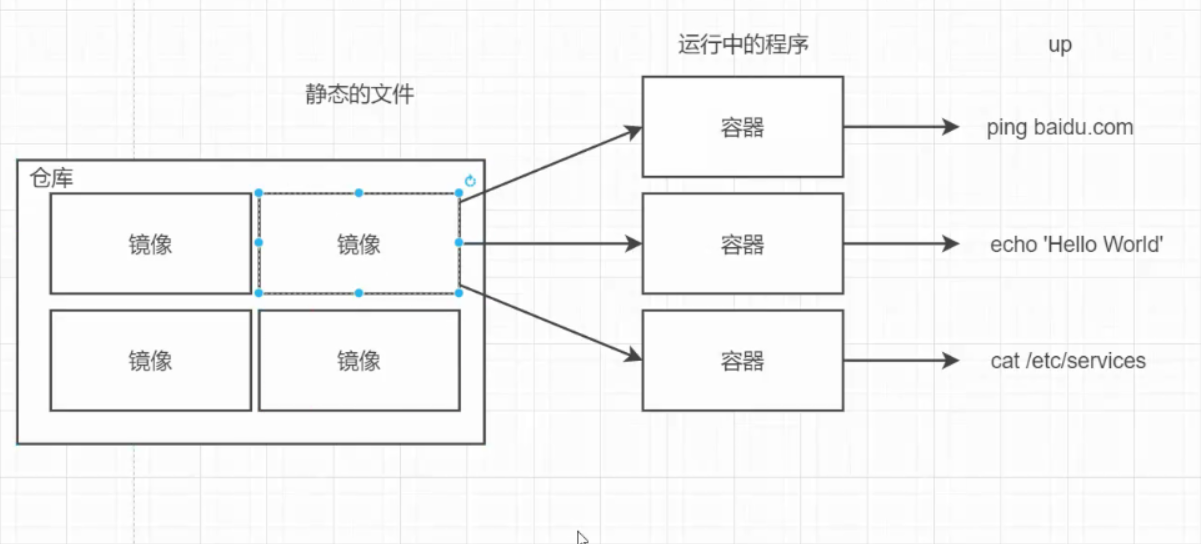 运行中的程序
up
静态的文件
容器
ping baidu.com
仓库
镜像
镜像
容器
echo 'Hello World'
镜像
镜像
容器
cat /etc/services